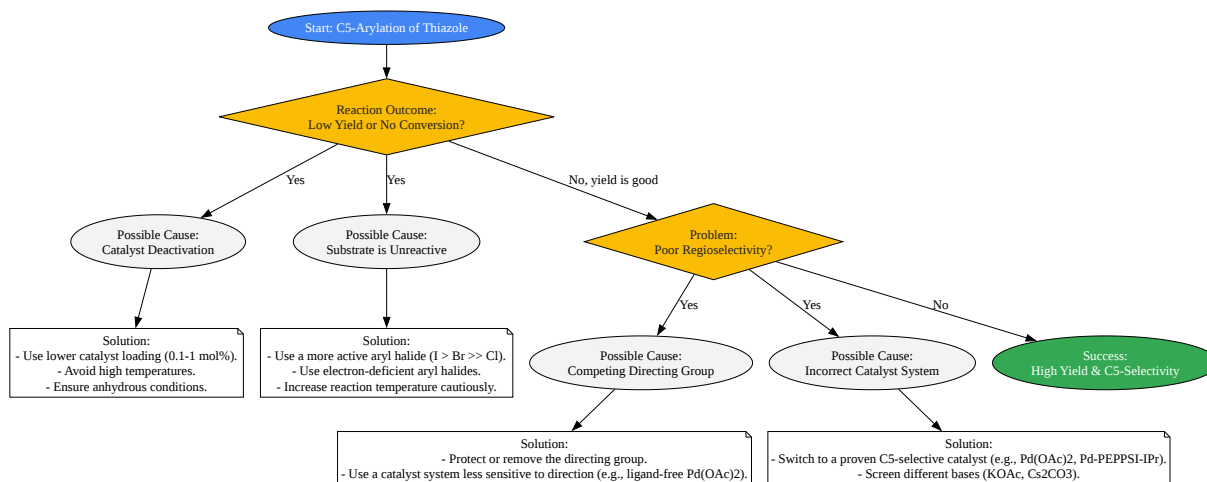 Start: C5-Arylation of Thiazole
Reaction Outcome:
Low Yield or No Conversion?
Yes
Yes
No, yield is good
Possible Cause:
Catalyst Deactivation
Possible Cause:
Substrate is Unreactive
Problem:
Poor Regioselectivity?
Yes
Yes
No
Solution:
- Use lower catalyst loading (0.1-1 mol%).
- Avoid high temperatures.
- Ensure anhydrous conditions.
Solution:
- Use a more active aryl halide (I > Br >> Cl).
- Use electron-deficient aryl halides.
- Increase reaction temperature cautiously.
Possible Cause:
Competing Directing Group
Possible Cause:
Incorrect Catalyst System
Success:
High Yield & C5-Selectivity
Solution:
- Protect or remove the directing group.
- Use a catalyst system less sensitive to direction (e.g., ligand-free Pd(OAc)2).
Solution:
- Switch to a proven C5-selective catalyst (e.g., Pd(OAc)2, Pd-PEPPSI-IPr).
- Screen different bases (KOAc, Cs2CO3).